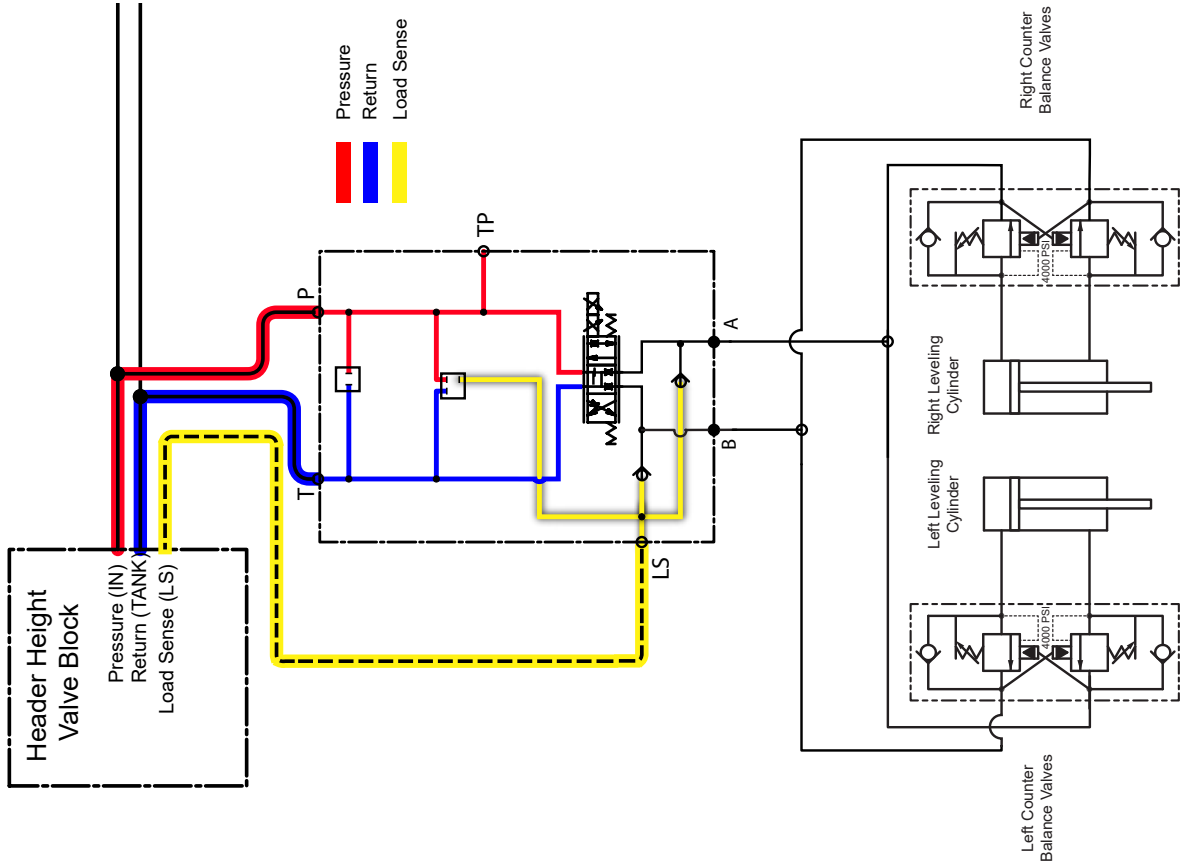 Header Height
Valve Block
Pressure (IN)
Return (TANK)
Load Sense (LS)
Pressure
Return
Load Sense
P
T
TP
LS
A
B
Right Counter
Balance Valves
4000 PSI
Right Leveling
Cylinder
Left Leveling
Cylinder
4000 PSI
Left Counter
Balance Valves